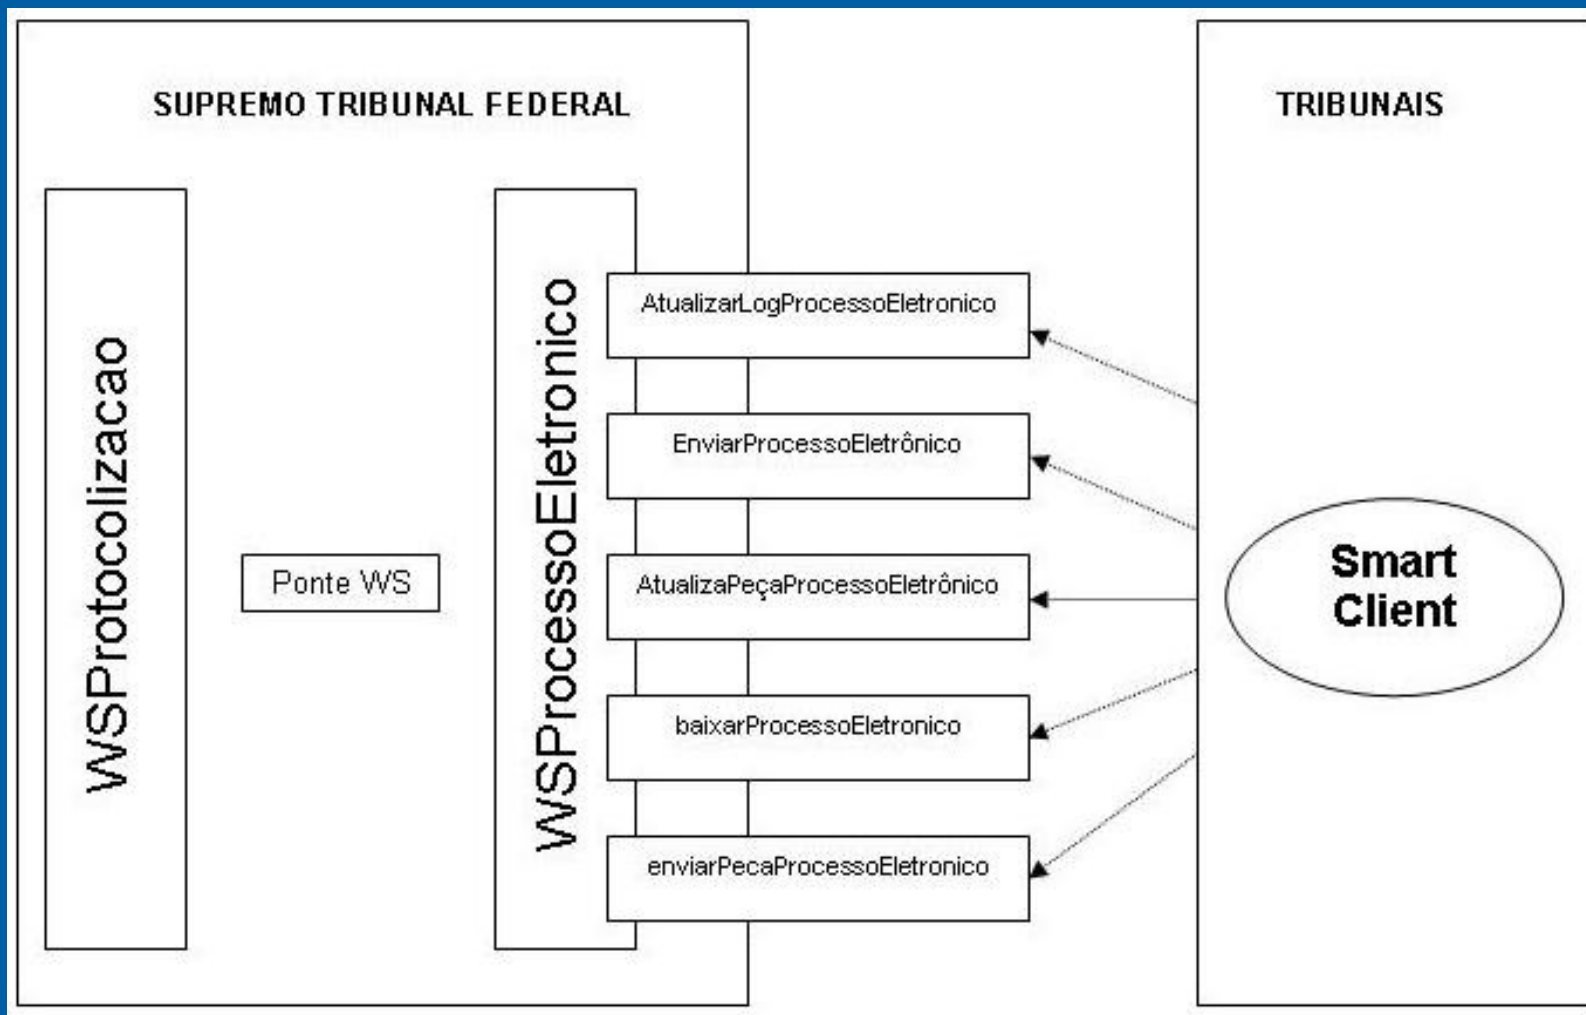 SUPREMO TRIBUNAL FEDERAL
TRIBUNAIS
WSProtocolizacao
Ponte WS
WSProcessoEletronico
AtualizarLogProcessoEletronico
EnviarProcessoEletrônico
AtualizaPeçaProcessoEletrônico
baixarProcessoEletronico
enviarPecaProcessoEletronico
Smart
Client